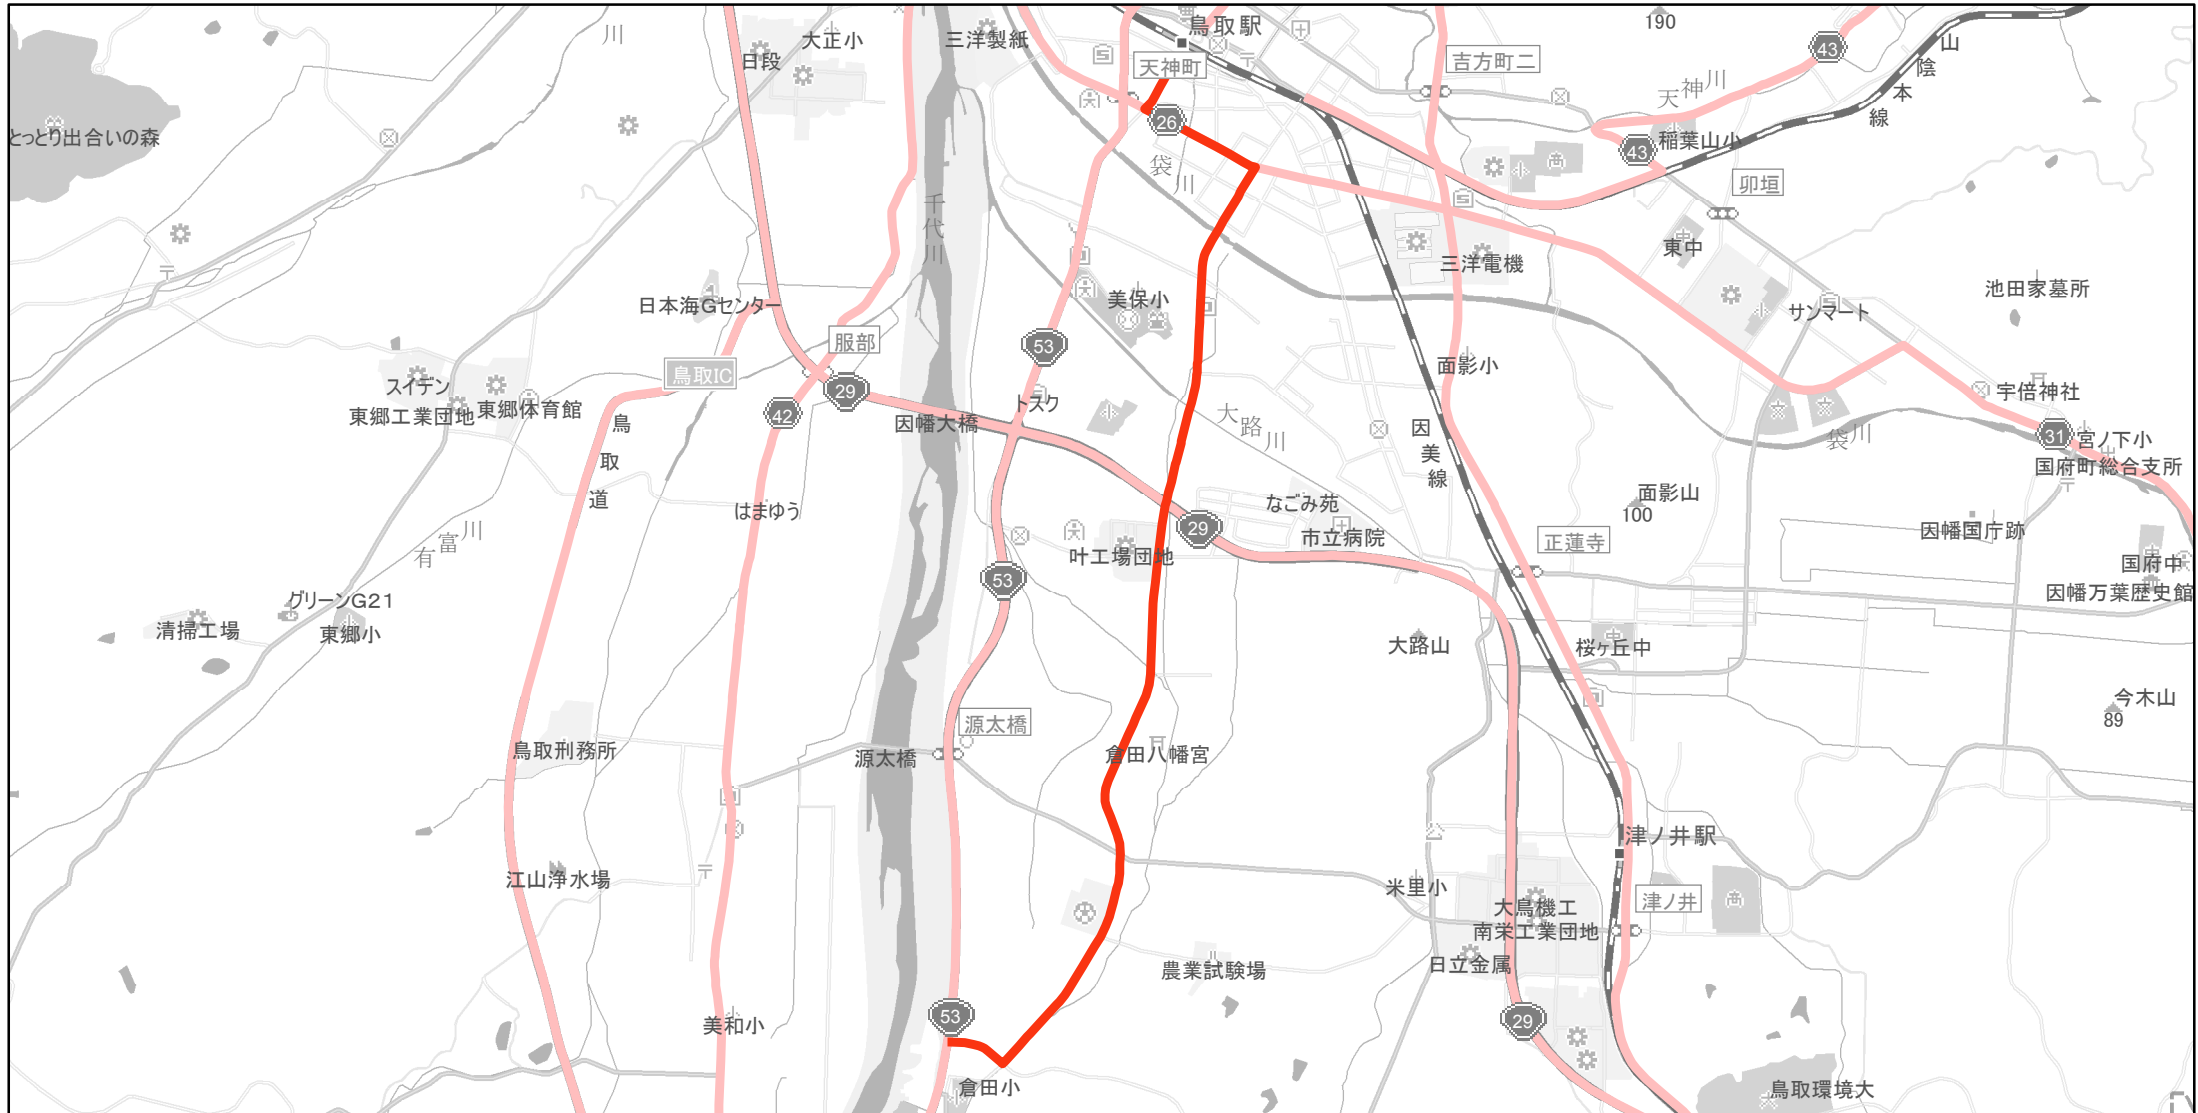 190
鳥取駅
大正小
三洋製紙
川
日段
天神町
吉方町二
43
山陰本線
天神川
とっとり出合いの森
26
稲葉山小
43
袋川
卯垣
千代川
東中
三洋電機
池田家墓所
日本海Gセンター
美保小
サンマート
服部
53
鳥取IC
面影小
スイデン
29
宇倍神社
東郷工業団地
東郷体育館
42
トスク
大路川
鳥取道
因幡大橋
因美線
袋川
31
宮ノ下小
国府町総合支所
はまゆう
なごみ苑
面影山
100
有富川
29
市立病院
正蓮寺
因幡国庁跡
叶工場団地
国府中
53
因幡万葉歴史館
グリーンG21
清掃工場
東郷小
大路山
桜ヶ丘中
今木山
89
源太橋
鳥取刑務所
源太橋
倉田八幡宮
津ノ井駅
江山浄水場
米里小
津ノ井
大鳥機工
南栄工業団地
農業試験場
日立金属
53
美和小
29
倉田小
鳥取環境大